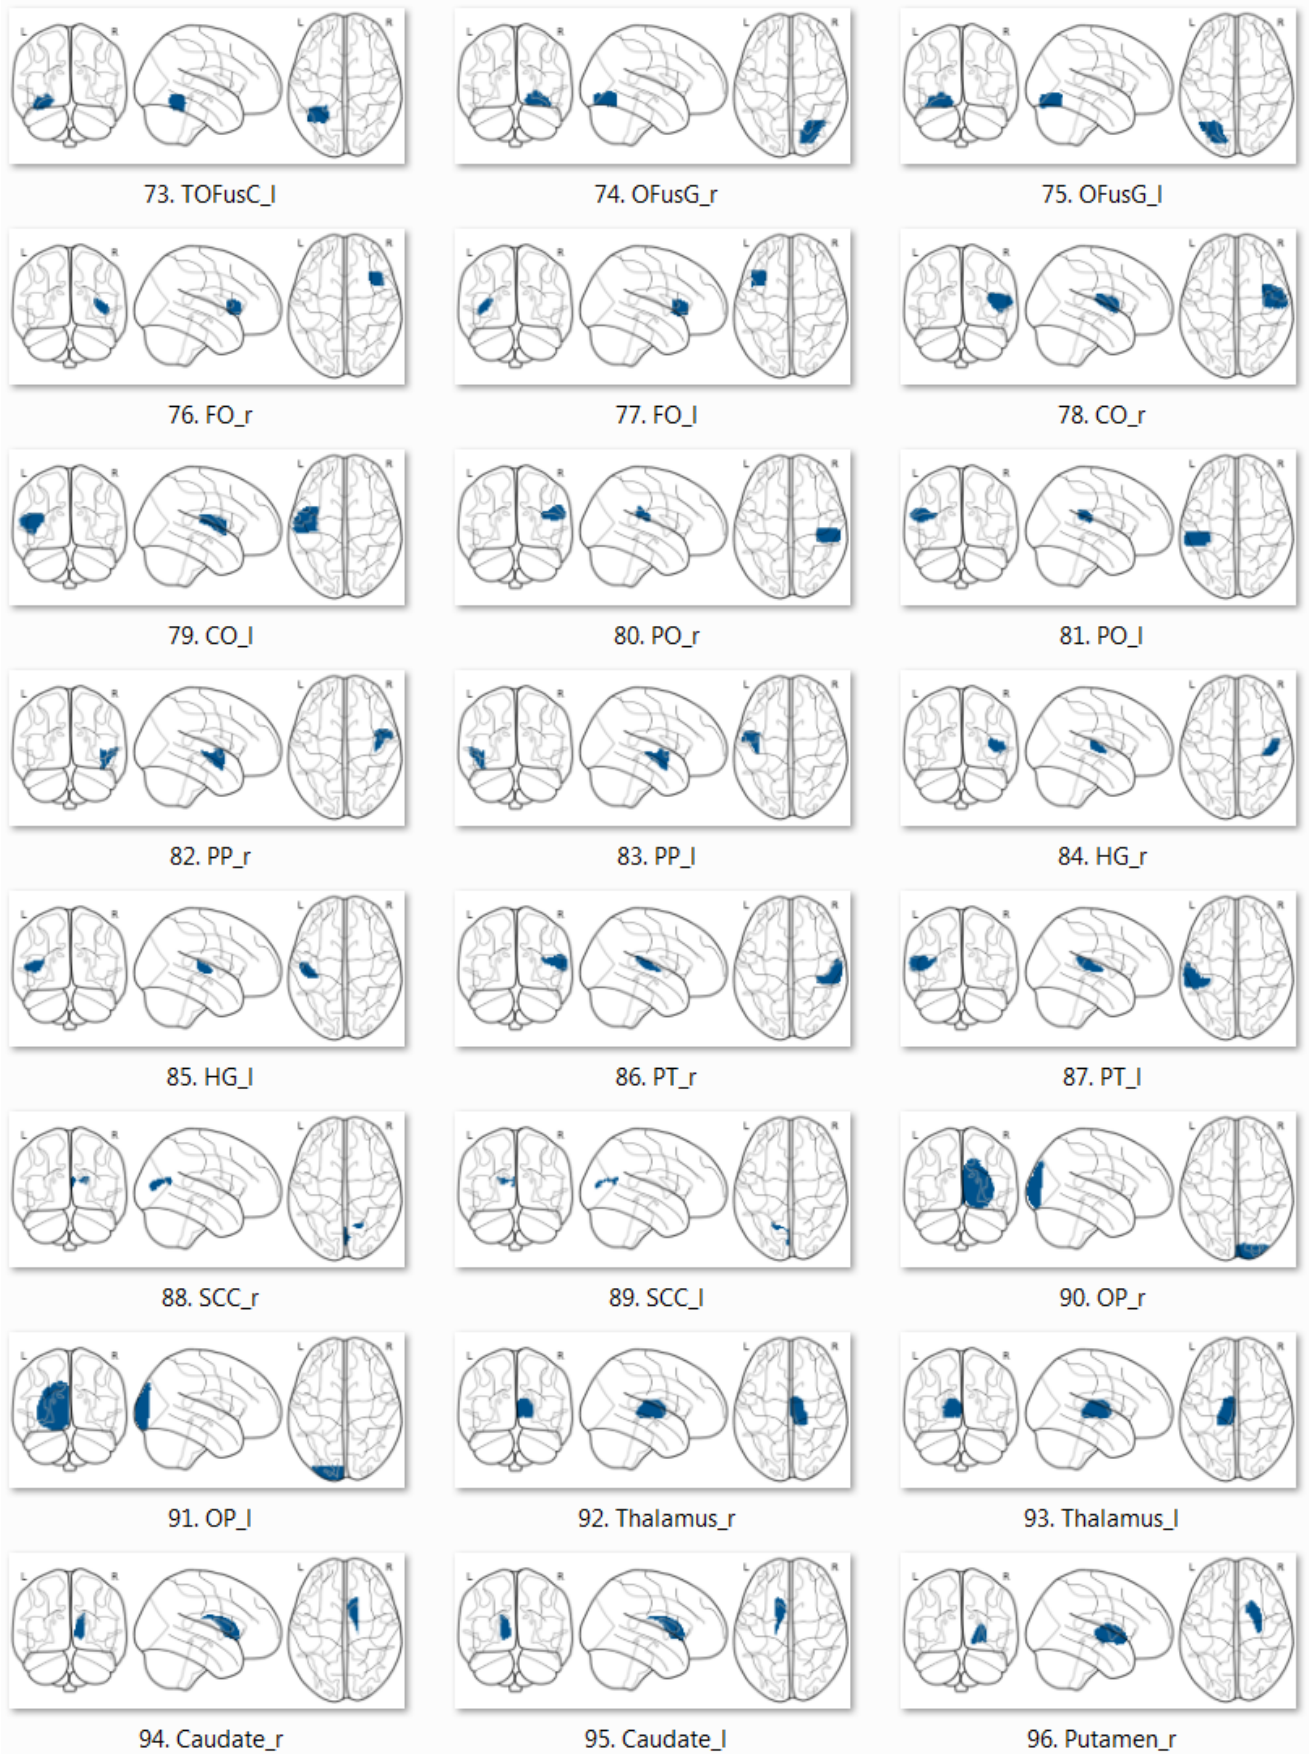 L R L R L R L R L R L R
73. TOFusC_l 74. OFusG_r 75. OFusG_l
L R L R L R L R L R L R
76. FO_r 77. FO_l 78. CO_r
L R L R L R L R L R L R
79. CO_l 80. PO_r 81. PO_l
L R L R L R L R L R L R
82. PP_r 83. PP_l 84. HG_r
L R L R L R L R L R L R
85. HG_l 86. PT_r 87. PT_l
L R L R L R L R L R L R
88. SCC_r 89. SCC_l 90. OP_r
L R L R L R L R L R L R
91. OP_l 92. Thalamus_r 93. Thalamus_l
L R L R L R L R L R L R
94. Caudate_r 95. Caudate_l 96. Putamen_r